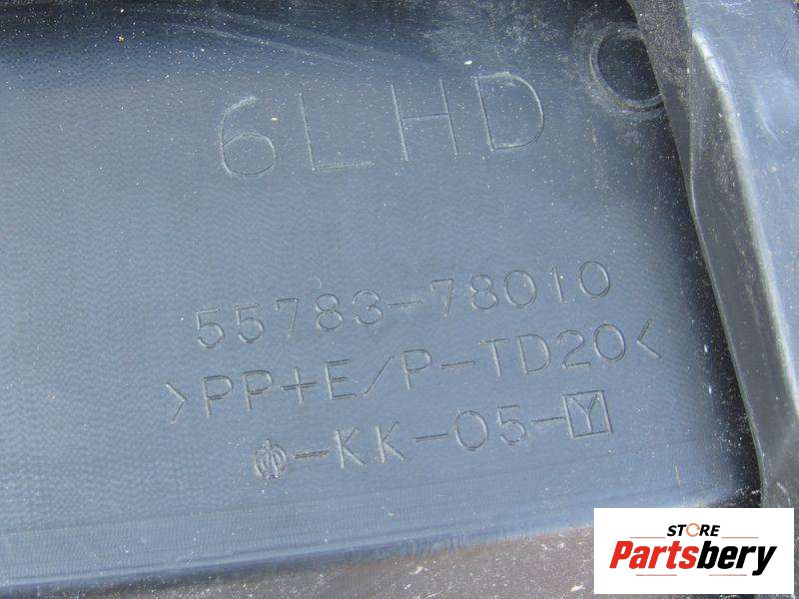 6LHD
55783-78010
>PP+E/P-TD20<
-KK-05-Y
STORE
Partsbery